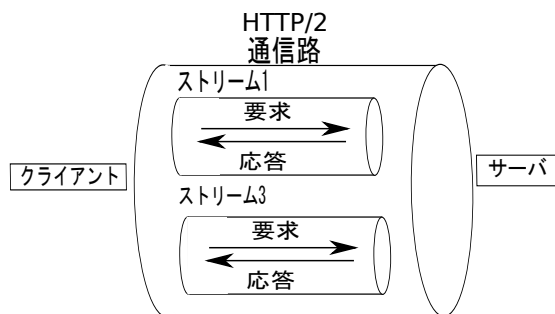 HTTP/2
通信路
ストリーム1
要求
応答
クライアント
サーバ
ストリーム3
要求
応答